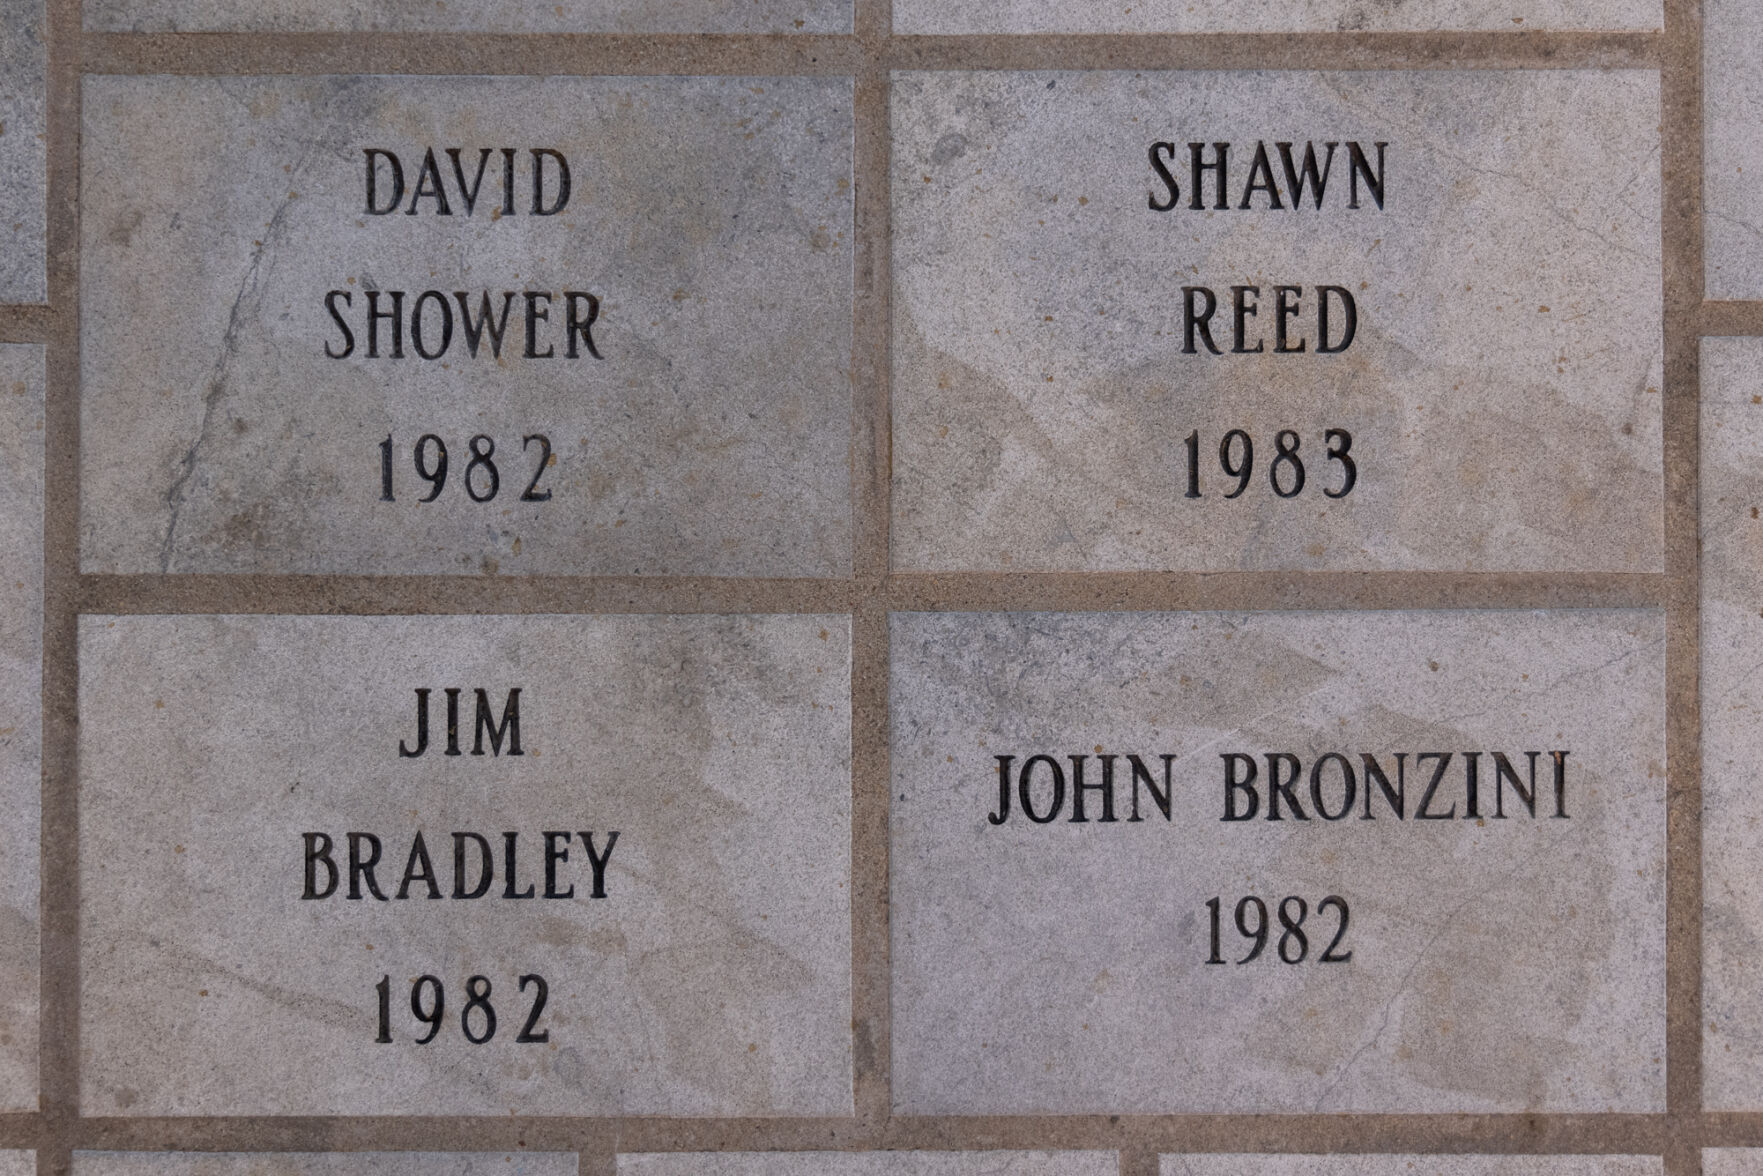 DAVID
SHOWER
1982
SHAWN
REED
1983
JIM
BRADLEY
1982
JOHN BRONZINI
1982